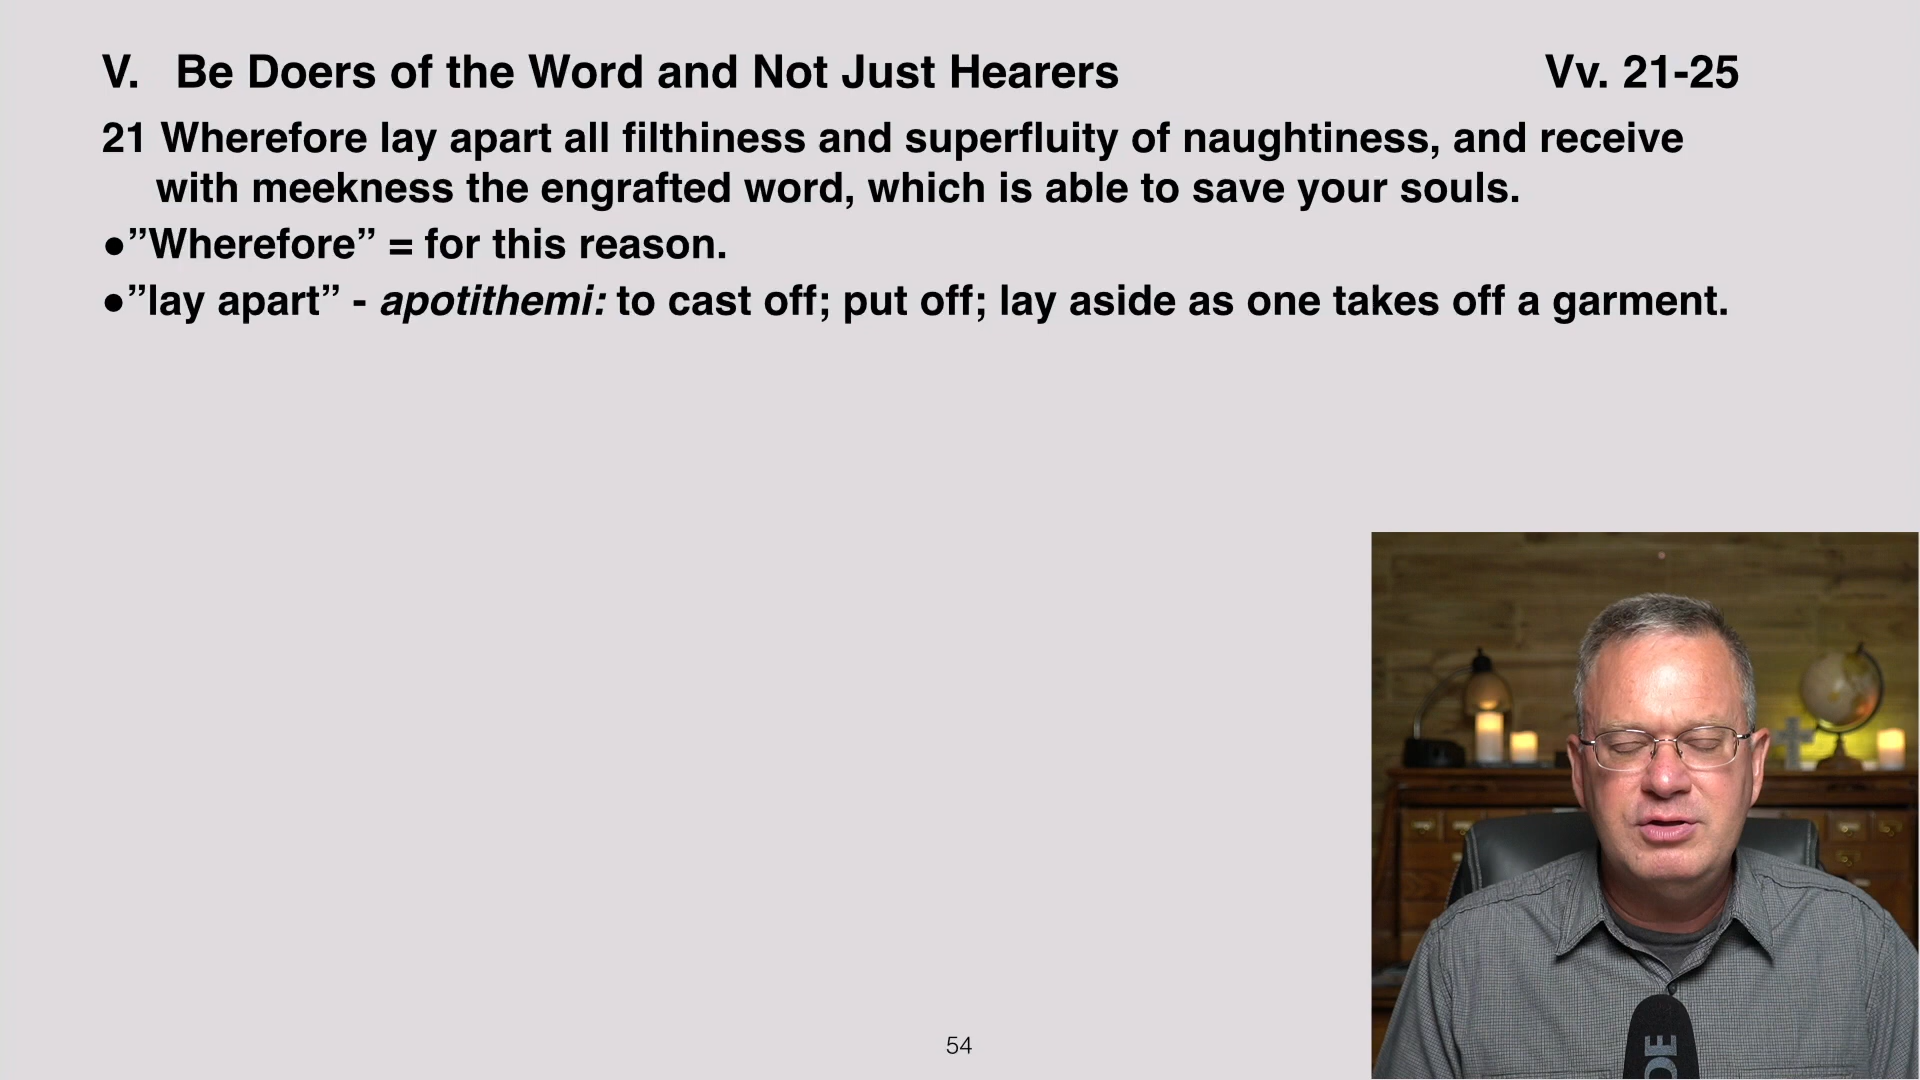 V. Be Doers of the Word and Not Just Hearers Vv. 21-25
21 Wherefore lay apart all filthiness and superfluity of naughtiness, and receive
with meekness the engrafted word, which is able to save your souls.
●”Wherefore” = for this reason.
●”lay apart” - apotithemi: to cast off; put off; lay aside as one takes off a garment.
54